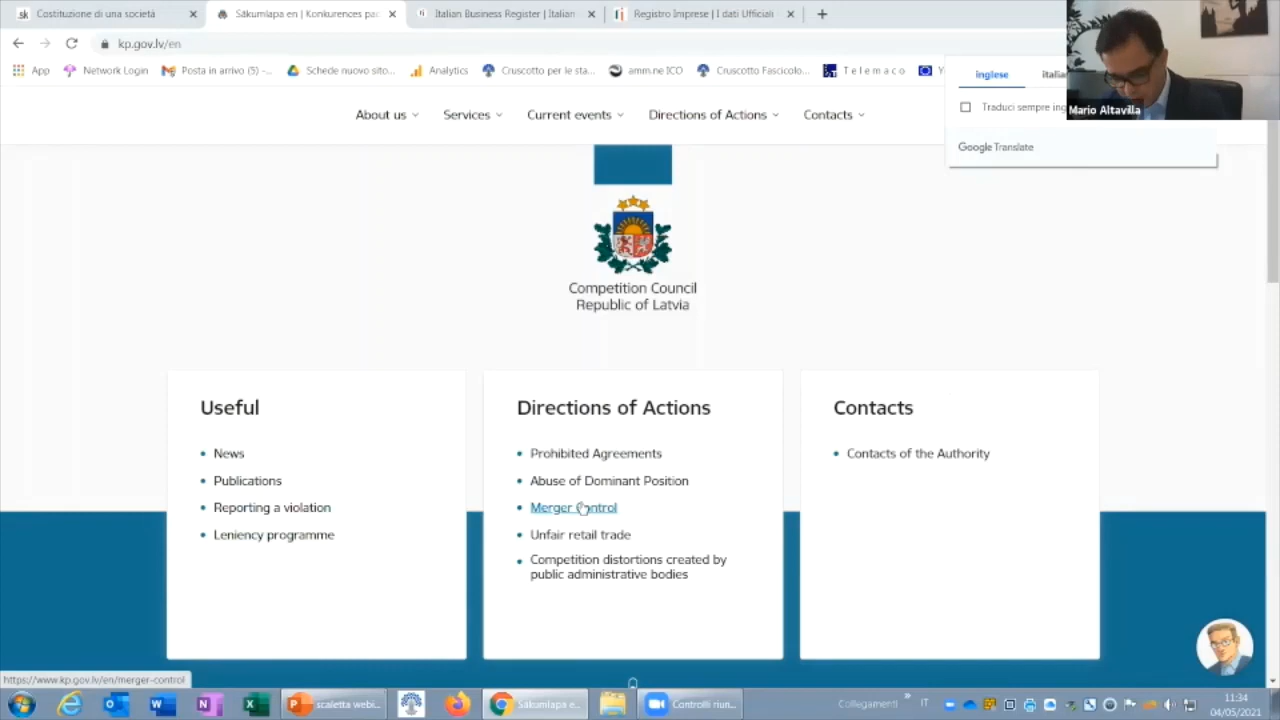 Costituzione di una società
Sākumlapa en | Konkurences pa
Italian Business Register | Italian
Registro Imprese | I dati Ufficiali
kp.gov.lv/en
App
Network Login
Posta in arrivo (5) -...
Schede nuovo sito...
Analytics
Cruscotto per le sta...
amm.ne ICO
Cruscotto Fascicolo...
T e l e m a c o
inglese
italia
Traduci sempre ing
Google Translate
Mario Altavilla
About us
Services
Current events
Directions of Actions
Contacts
Competition Council
Republic of Latvia
Useful
News
Publications
Reporting a violation
Leniency programme
Directions of Actions
Prohibited Agreements
Abuse of Dominant Position
Merger Control
Unfair retail trade
Competition distortions created by
public administrative bodies
Contacts
Contacts of the Authority
https://www.kp.gov.lv/en/merger-control
scaletta webi...
Sākumlapa e...
Controlli riun...
Collegamenti
IT
11:34
04/05/2021